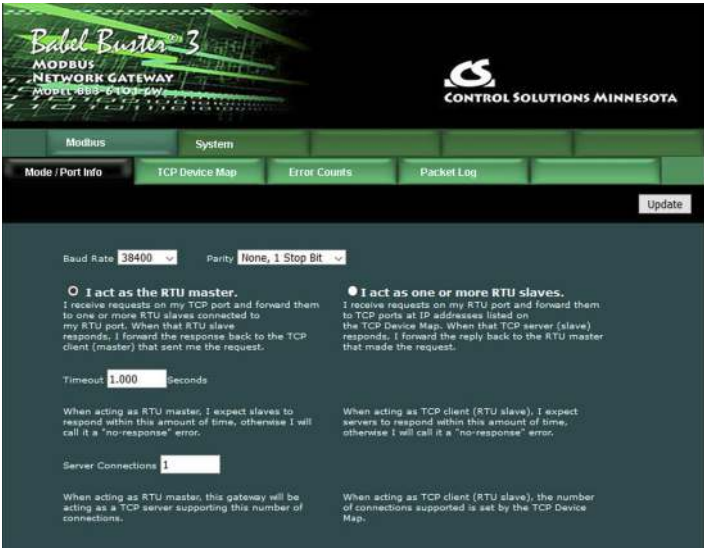 Babel Buster® 3
MODBUS
NETWORK GATEWAY
MODEL BB3-6101-GW
CONTROL SOLUTIONS MINNESOTA
Modbus System
Mode / Port Info TCP Device Map Error Counts Packet Log
Update
Baud Rate 38400 Parity None, 1 Stop Bit
I act as the RTU master.
I receive requests on my TCP port and forward them
to one or more RTU slaves connected to
my RTU port. When that RTU slave
responds, I forward the response back to the TCP
client (master) that sent me the request.
I act as one or more RTU slaves.
I receive requests on my RTU port and forward them
to TCP ports at IP addresses listed on
the TCP Device Map. When that TCP server (slave)
responds, I forward the reply back to the RTU master
that made the request.
Timeout 1.000 Seconds
When acting as RTU master, I expect slaves to
respond within this amount of time, otherwise I will
call it a "no-response" error.
When acting as TCP client (RTU slave), I expect
servers to respond within this amount of time,
otherwise I will call it a "no-response" error.
Server Connections 1
When acting as RTU master, this gateway will be
acting as a TCP server supporting this number of
connections.
When acting as TCP client (RTU slave), the number
of connections supported is set by the TCP Device
Map.